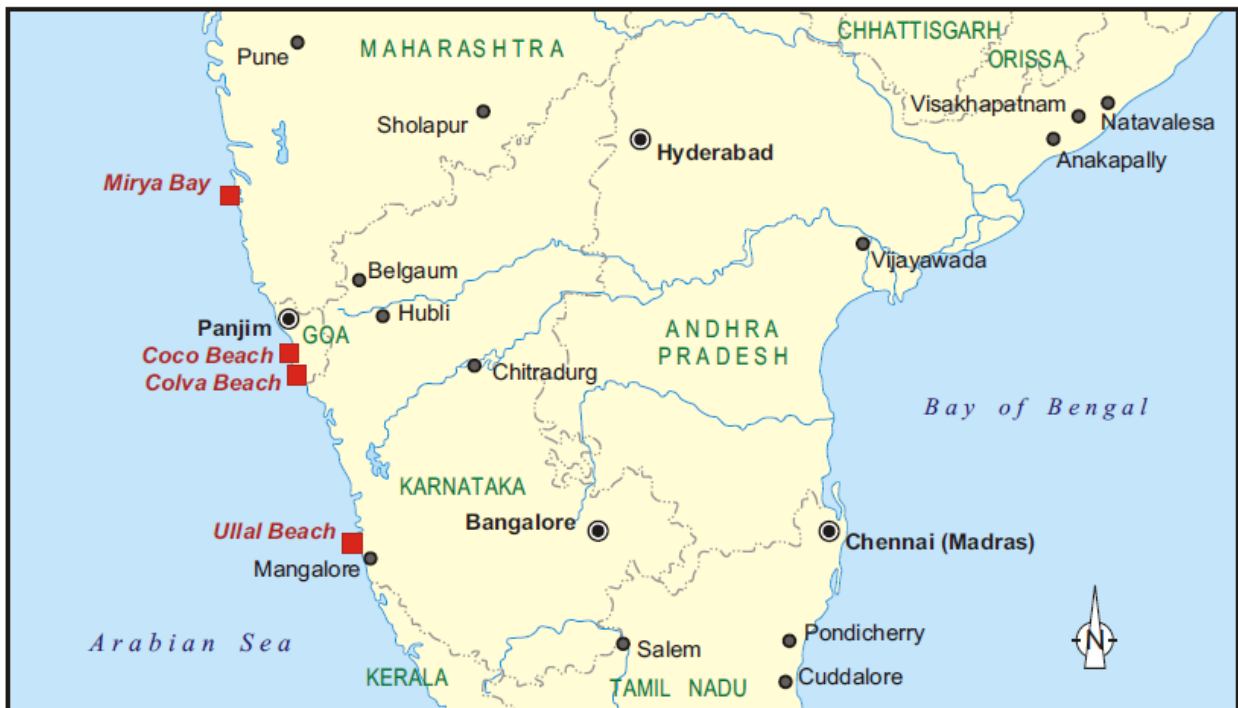 CHHATTISGARH
MAHARASHTRA
Pune
ORISSA
Visakhapatnam
Natavalesa
Sholapur
Hyderabad
Anakapally
Mirya Bay
Vijayawada
Belgaum
Hubli
Panjim
GOA
ANDHRA
PRADESH
Coco Beach
Colva Beach
Chitradurg
Bay of Bengal
KARNATAKA
Bangalore
Ullal Beach
Chennai (Madras)
Mangalore
Arabian Sea
Pondicherry
N
Salem
KERALA
Cuddalore
TAMIL NADU